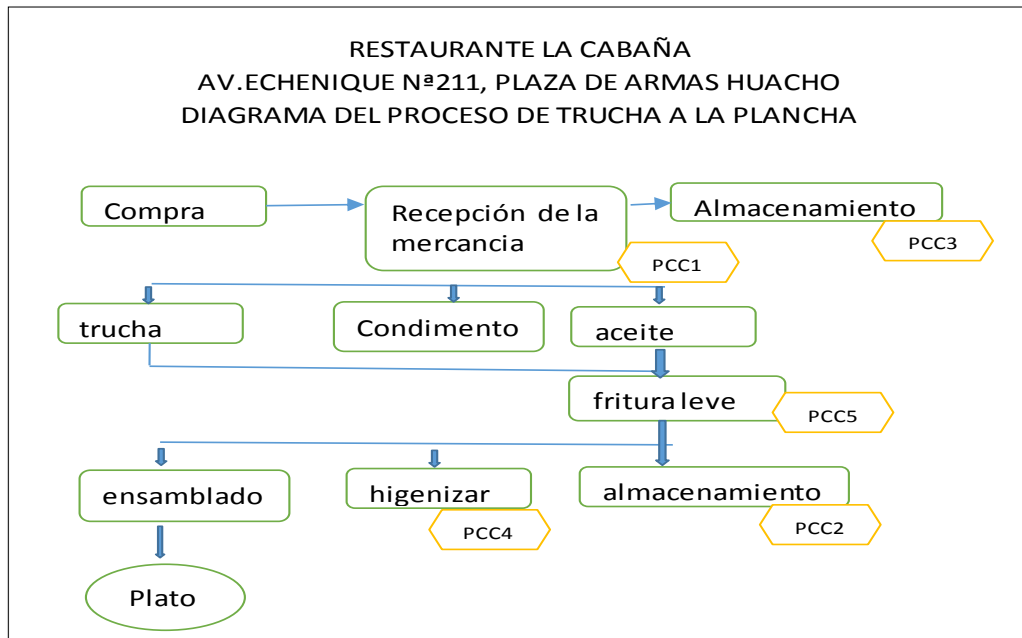 RESTAURANTE LA CABAÑA
AV.ECHENIQUE Nª211, PLAZA DE ARMAS HUACHO
DIAGRAMA DEL PROCESO DE TRUCHA A LA PLANCHA
Compra
Recepción de la
mercancia
Almacenamiento
PCC1
PCC3
trucha
Condimento
aceite
fritura leve
PCC5
ensamblado
higenizar
almacenamiento
PCC4
PCC2
Plato